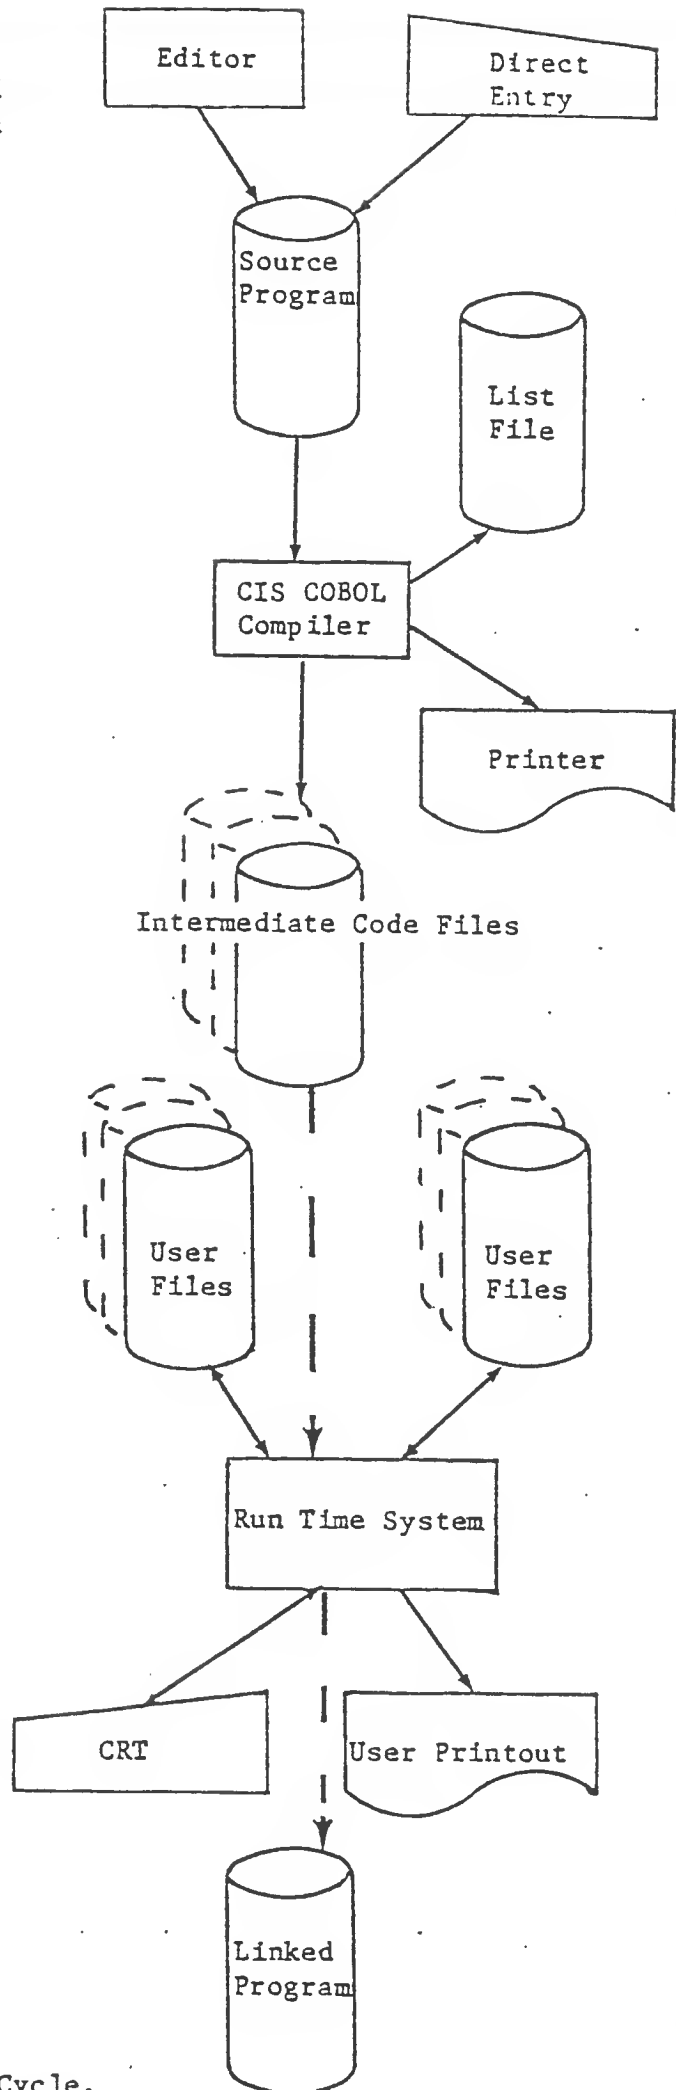 Editor
Direct
Entry
Source
Program
List
File
CIS COBOL
Compiler
Printer
Intermediate Code Files
User
Files
User
Files
Run Time System
CRT
User Printout
Linked
Program
Cycle.